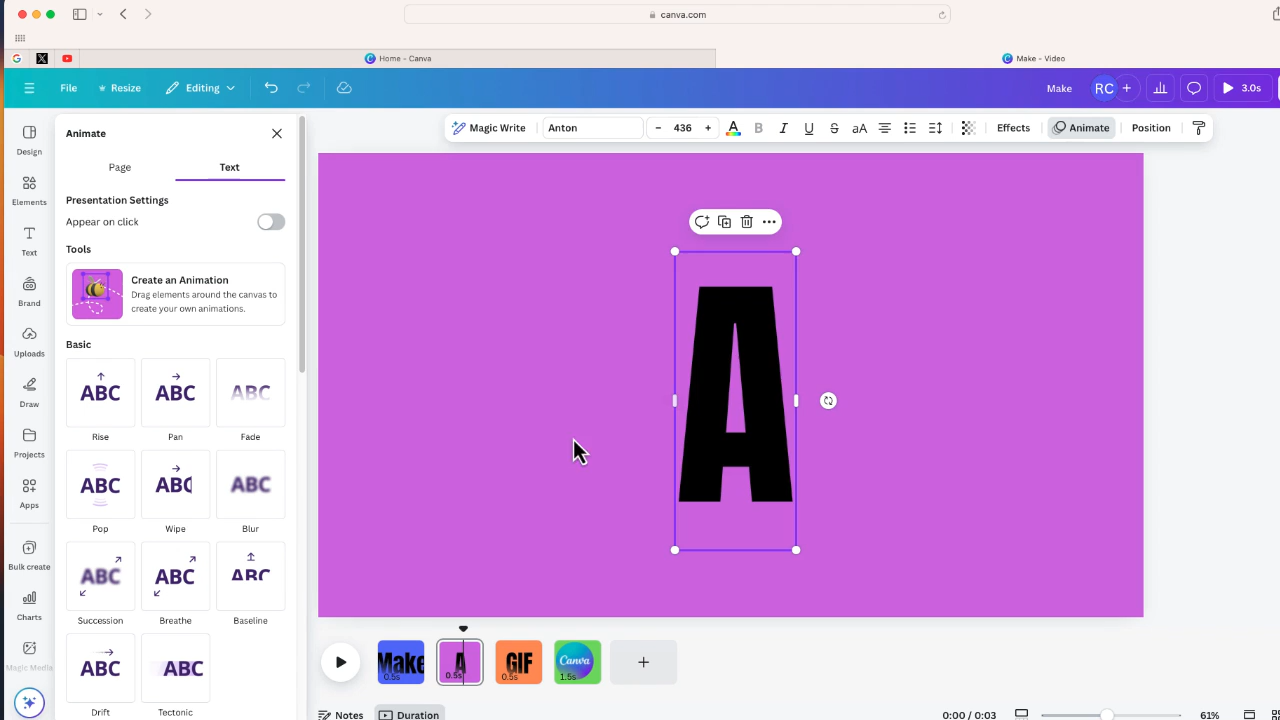 canva.com
Home - Canva
Make - Video
File
Resize
Editing
Make
RC
3.0s
Design
Elements
Text
Brand
Uploads
Draw
Projects
Apps
Bulk create
Charts
Magic Media
Animate
Page
Text
Presentation Settings
Appear on click
Tools
Create an Animation
Drag elements around the canvas to
create your own animations.
Basic
ABC
ABC
ABC
Rise
Pan
Fade
ABC
ABC
ABC
Pop
Wipe
Blur
ABC
ABC
ABC
Succession
Breathe
Baseline
ABC
ABC
Drift
Tectonic
Magic Write
Anton
- 436 +
A
B
I
U
S
aA
Effects
Animate
Position
A
Make
0.5s
A
0.5s
GIF
0.5s
Canva
1.5s
+
Notes
Duration
0:00 / 0:03
61%